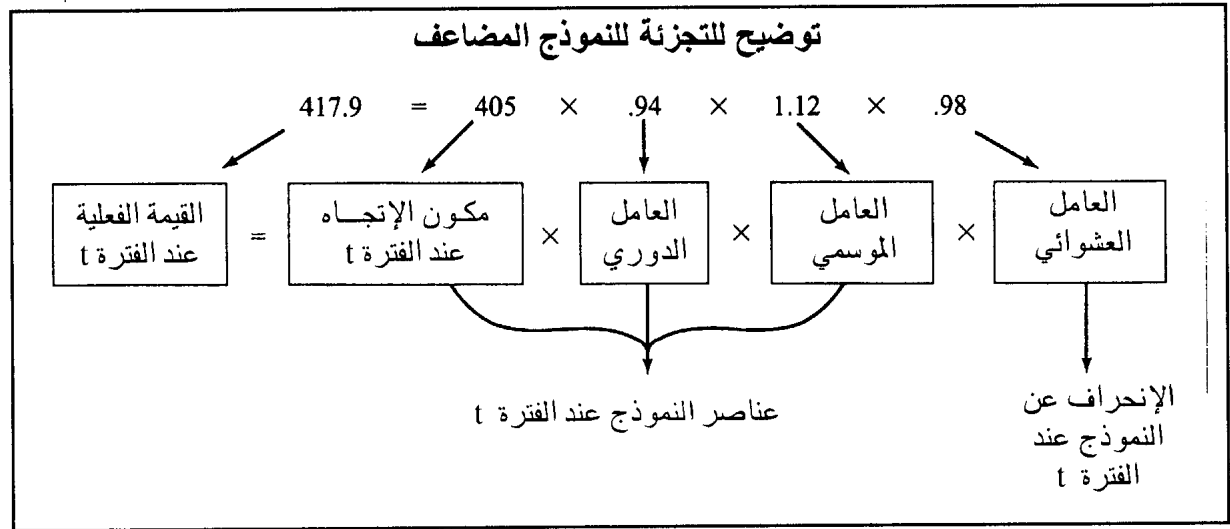 توضيح للتجزئة للنموذج المضاعف
417.9 = 405 × .94 × 1.12 × .98
القيمة الفعلية
عند الفترة t
=
مكون الإتجـــاه
عند الفترة t
×
العامل
الدوري
×
العامل
الموسمي
×
العامل
العشوائي
عناصر النموذج عند الفترة t
الإنحراف عن
النموذج عند
الفترة t